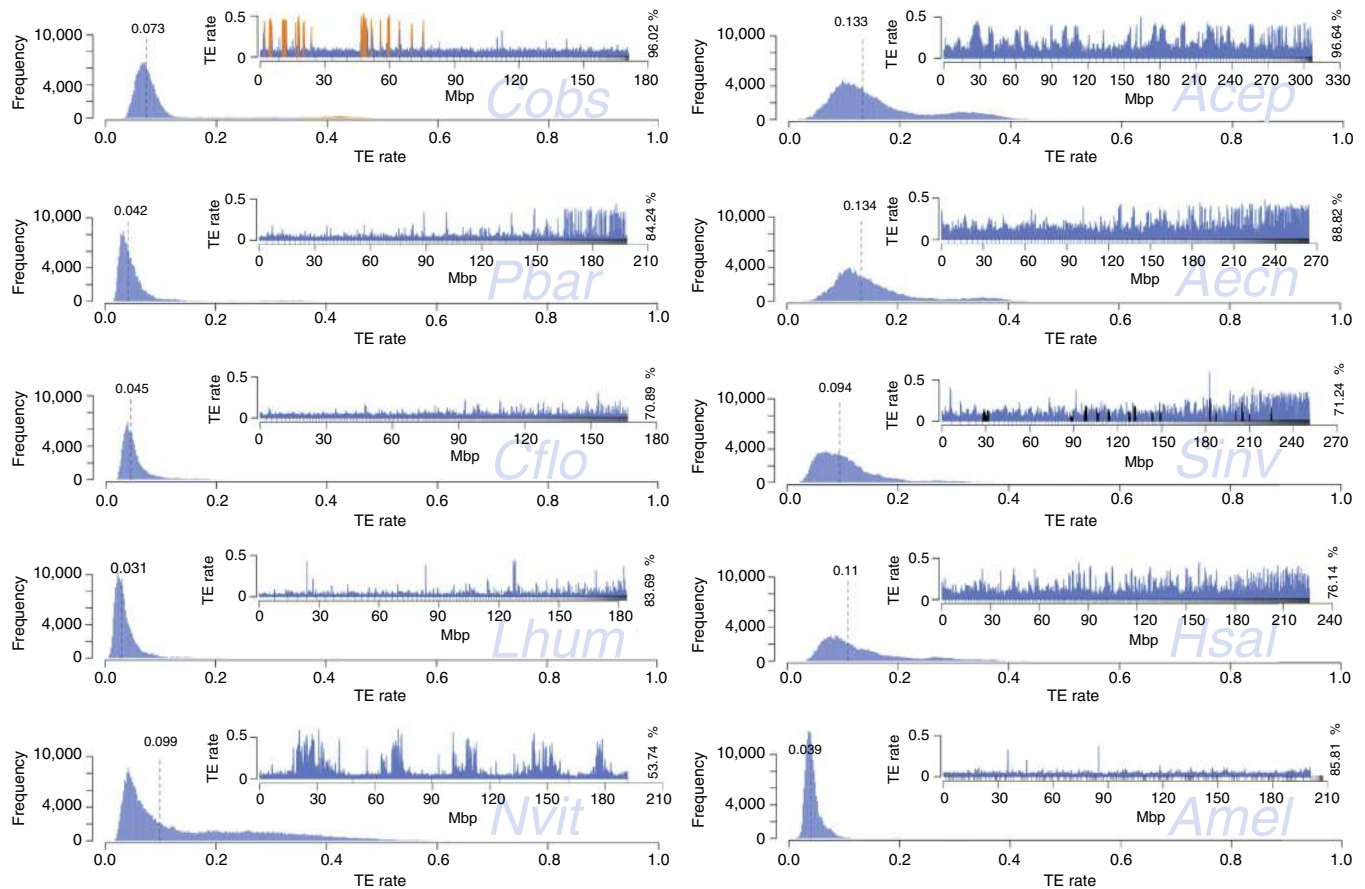 Frequency
10,000
4,000
0
0.073
TE rate
0.5
0
0 30 60 90 120 150 180
Mbp
96.02 %
Cobs
0.0 0.2 0.4 0.6 0.8 1.0
TE rate
Frequency
10,000
4,000
0
0.133
TE rate
0.5
0
0 30 60 90 120 150 180 210 240 270 300 330
Mbp
96.64 %
Acep
0.0 0.2 0.4 0.6 0.8 1.0
TE rate
Frequency
10,000
4,000
0
0.042
TE rate
0.5
0
0 30 60 90 120 150 180 210
Mbp
84.24 %
Pbar
0.0 0.2 0.4 0.6 0.8 1.0
TE rate
Frequency
10,000
4,000
0
0.134
TE rate
0.5
0
0 30 60 90 120 150 180 210 240 270
Mbp
88.82 %
Aecn
0.0 0.2 0.4 0.6 0.8 1.0
TE rate
Frequency
10,000
4,000
0
0.045
TE rate
0.5
0
0 30 60 90 120 150 180
Mbp
70.89 %
Cflo
0.0 0.2 0.4 0.6 0.8 1.0
TE rate
Frequency
10,000
4,000
0
0.094
TE rate
0.5
0
30 60 90 120 150 180 210 240 270
Mbp
71.24 %
Sinv
0.0 0.2 0.4 0.6 0.8 1.0
TE rate
Frequency
10,000
4,000
0
0.031
TE rate
0.5
0
0 30 60 90 120 150 180
Mbp
83.69 %
Lhum
0.0 0.2 0.4 0.6 0.8 1.0
TE rate
Frequency
10,000
4,000
0
0.11
TE rate
0.5
0
0 30 60 90 120 150 180 210 240
Mbp
76.14 %
Hsal
0.0 0.2 0.4 0.6 0.8 1.0
TE rate
Frequency
10,000
4,000
0
0.099
TE rate
0.5
0
0 30 60 90 120 150 180 210
Mbp
53.74 %
Nvit
0.0 0.2 0.4 0.6 0.8 1.0
TE rate
Frequency
10,000
4,000
0
0.039
TE rate
0.5
0
0 30 60 90 120 150 180 210
Mbp
85.81 %
Amel
0.0 0.2 0.4 0.6 0.8 1.0
TE rate